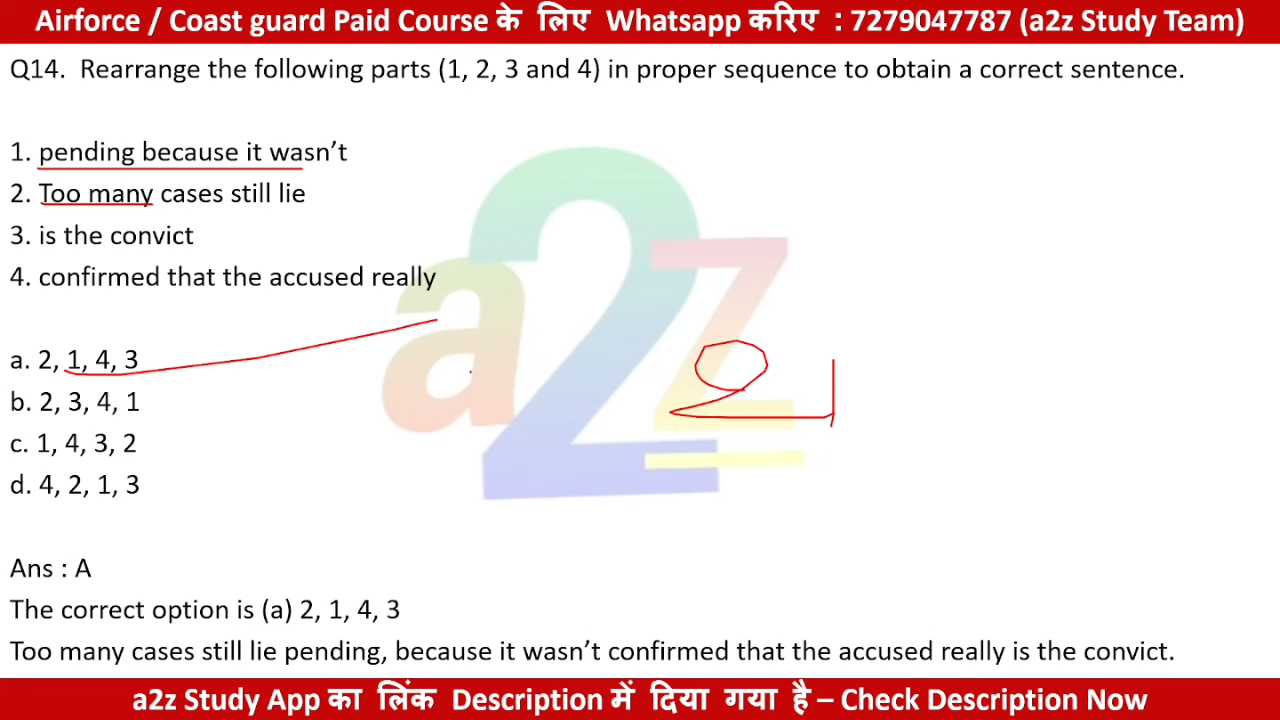 Airforce / Coast guard Paid Course के लिए Whatsapp करिए : 7279047787 (a2z Study Team)
Q14. Rearrange the following parts (1, 2, 3 and 4) in proper sequence to obtain a correct sentence.
1. pending because it wasn’t
2. Too many cases still lie
3. is the convict
4. confirmed that the accused really
a2z
a. 2, 1, 4, 3
b. 2, 3, 4, 1
c. 1, 4, 3, 2
d. 4, 2, 1, 3
21
Ans : A
The correct option is (a) 2, 1, 4, 3
Too many cases still lie pending, because it wasn’t confirmed that the accused really is the convict.
a2z Study App का लिंक Description में दिया गया है – Check Description Now